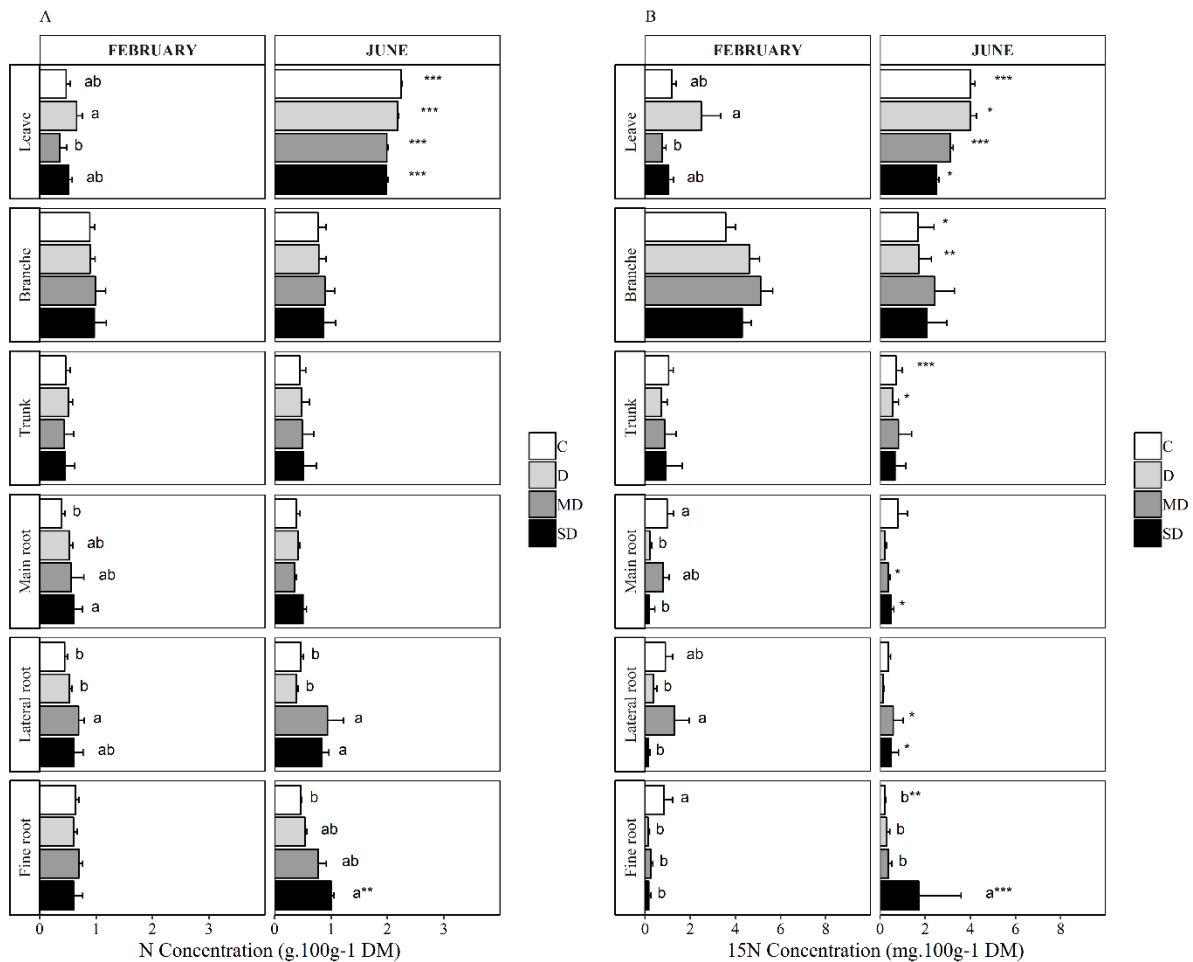 A
B
FEBRUARY
JUNE
FEBRUARY
JUNE
Leave
ab
a
b
ab
***
***
***
***
Leave
ab
a
b
ab
***
*
***
*
Branche
Branche
*
**
Trunk
Trunk
***
*
Main root
b
ab
ab
a
Main root
a
b
ab
b
*
*
Lateral root
b
b
a
ab
b
b
a
a
Lateral root
ab
b
a
b
*
*
Fine root
b
ab
ab
a**
Fine root
a
b
b
b
b**
b
b
a***
C
D
MD
SD
C
D
MD
SD
0 1 2 3
0 1 2 3
0 2 4 6 8
0 2 4 6 8
N Concentration (g.100g-1 DM)
15N Concentration (mg.100g-1 DM)